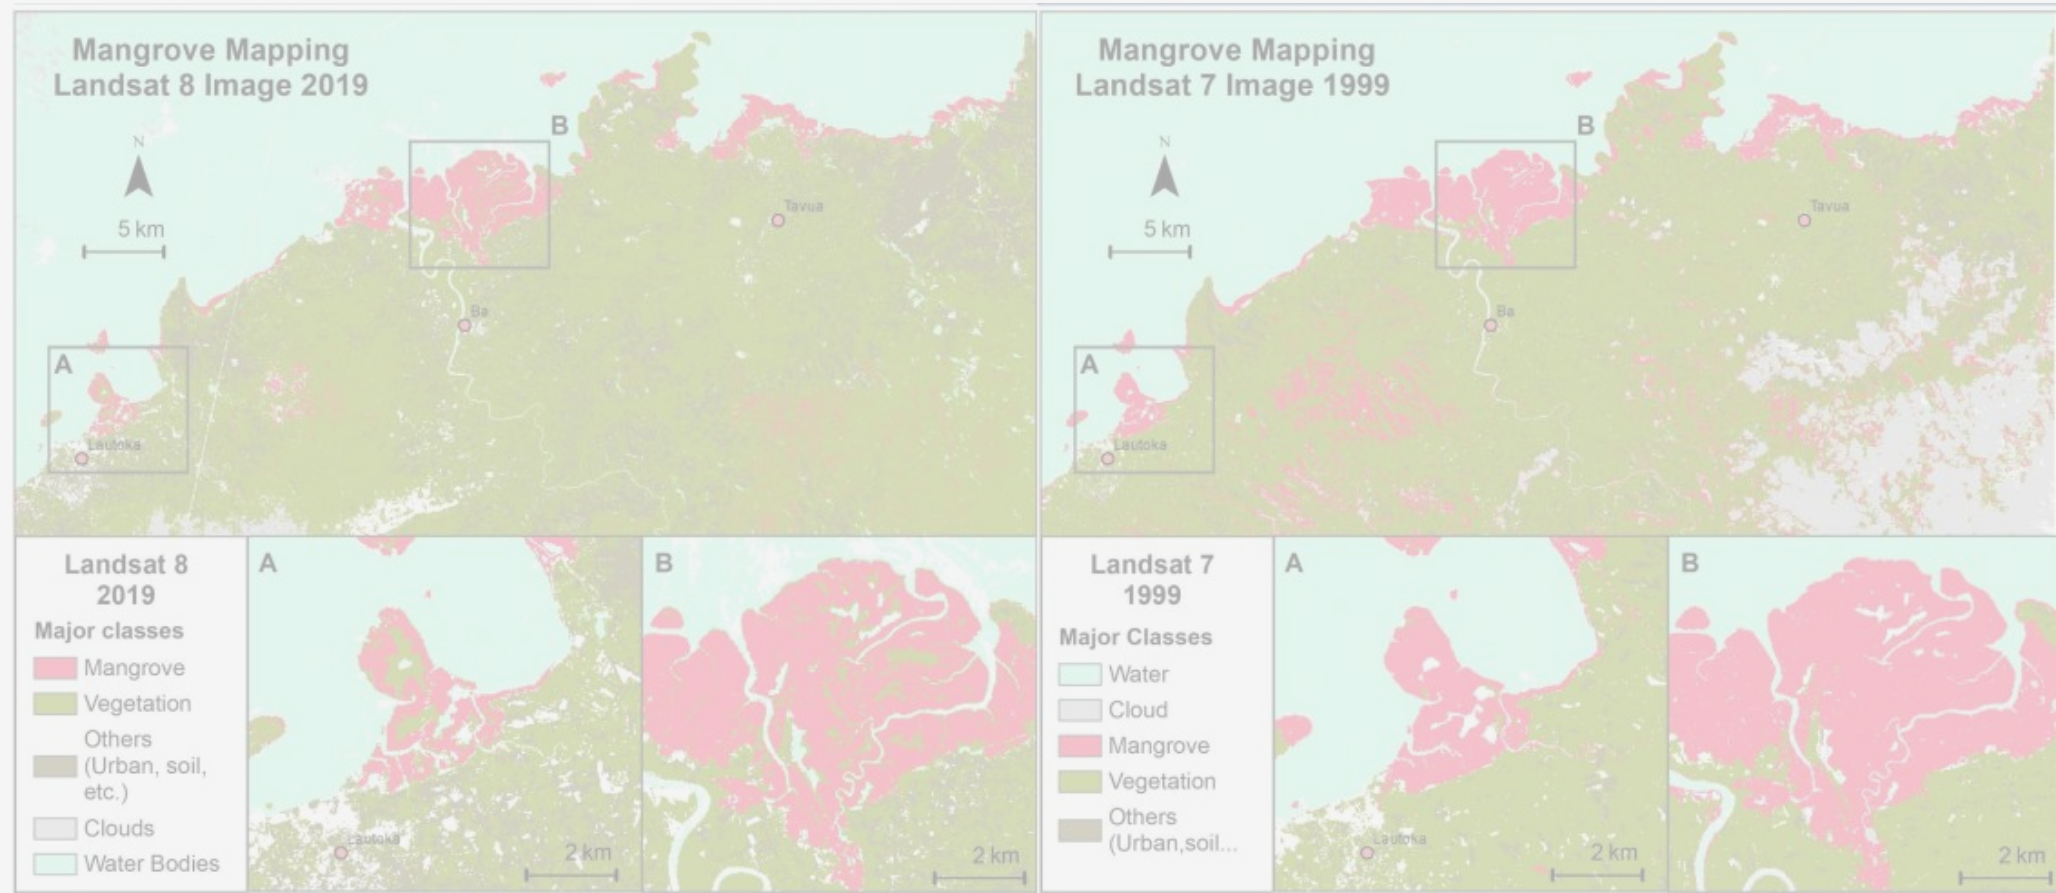 Mangrove Mapping
Landsat 8 Image 2019
N
5 km
B
Tavua
Ba
A
Lautoka
Landsat 8
2019
Major classes
Mangrove
Vegetation
Others
(Urban, soil,
etc.)
Clouds
Water Bodies
A
Lautoka
2 km
B
2 km
Mangrove Mapping
Landsat 7 Image 1999
N
5 km
B
Tavua
Ba
A
Lautoka
Landsat 7
1999
Major Classes
Water
Cloud
Mangrove
Vegetation
Others
(Urban,soil...
A
Lautoka
2 km
B
2 km